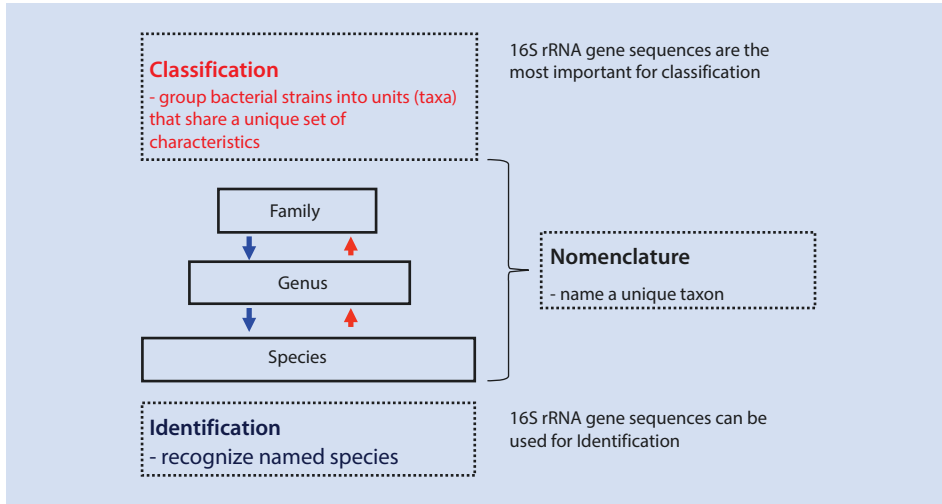 Classification
- group bacterial strains into units (taxa)
that share a unique set of
characteristics
16S rRNA gene sequences are the
most important for classification
Family
Genus
Species
Nomenclature
- name a unique taxon
Identification
- recognize named species
16S rRNA gene sequences can be
used for Identification